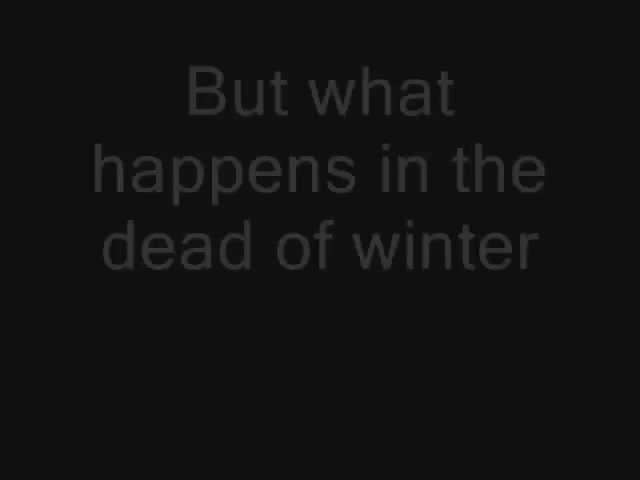 But what
happens in the
dead of winter